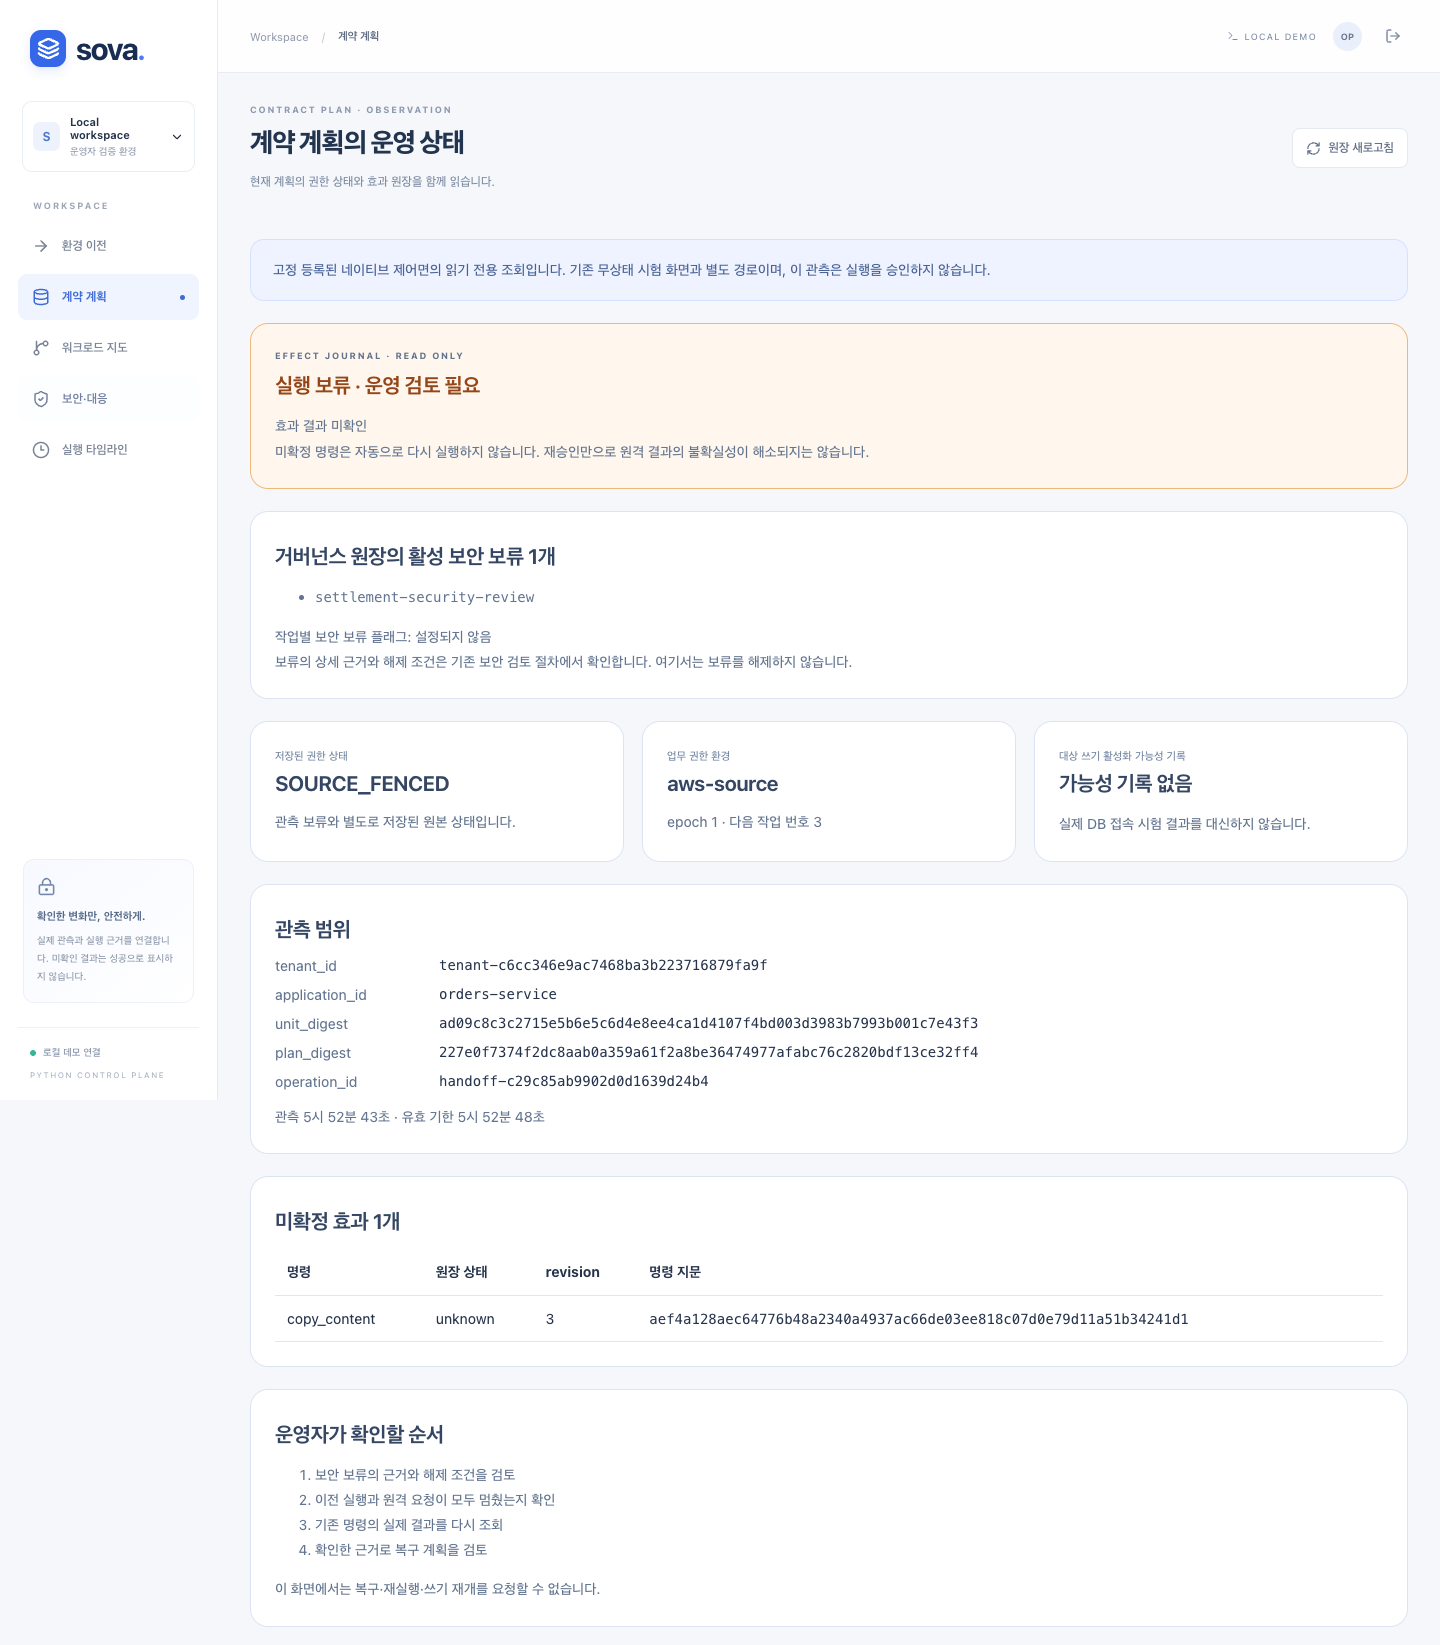 sova.
S
Local
workspace
운영자 검증 환경
WORKSPACE
환경 이전
계약 계획
워크로드 지도
보안·대응
실행 타임라인
확인한 변화만, 안전하게.
실제 관측과 실행 근거를 연결합니
다. 미확인 결과는 성공으로 표시하
지 않습니다.
로컬 데모 연결
PYTHON CONTROL PLANE
Workspace / 계약 계획
LOCAL DEMO
OP
CONTRACT PLAN · OBSERVATION
계약 계획의 운영 상태
현재 계획의 권한 상태와 효과 원장을 함께 읽습니다.
원장 새로고침
고정 등록된 네이티브 제어면의 읽기 전용 조회입니다. 기존 무상태 시험 화면과 별도 경로이며, 이 관측은 실행을 승인하지 않습니다.
EFFECT JOURNAL · READ ONLY
실행 보류 · 운영 검토 필요
효과 결과 미확인
미확정 명령은 자동으로 다시 실행하지 않습니다. 재승인만으로 원격 결과의 불확실성이 해소되지는 않습니다.
거버넌스 원장의 활성 보안 보류 1개
• settlement-security-review
작업별 보안 보류 플래그: 설정되지 않음
보류의 상세 근거와 해제 조건은 기존 보안 검토 절차에서 확인합니다. 여기서는 보류를 해제하지 않습니다.
저장된 권한 상태
SOURCE_FENCED
관측 보류와 별도로 저장된 원본 상태입니다.
업무 권한 환경
aws-source
epoch 1 · 다음 작업 번호 3
대상 쓰기 활성화 가능성 기록
가능성 기록 없음
실제 DB 접속 시험 결과를 대신하지 않습니다.
관측 범위
tenant_id tenant-c6cc346e9ac7468ba3b223716879fa9f
application_id orders-service
unit_digest ad09c8c3c2715e5b6e5c6d4e8ee4ca1d4107f4bd003d3983b7993b001c7e43f3
plan_digest 227e0f7374f2dc8aab0a359a61f2a8be36474977afabc76c2820bdf13ce32ff4
operation_id handoff-c29c85ab9902d0d1639d24b4
관측 5시 52분 43초 · 유효 기한 5시 52분 48초
미확정 효과 1개
명령 원장 상태 revision 명령 지문
copy_content unknown 3 aef4a128aec64776b48a2340a4937ac66de03ee818c07d0e79d11a51b34241d1
운영자가 확인할 순서
1. 보안 보류의 근거와 해제 조건을 검토
2. 이전 실행과 원격 요청이 모두 멈췄는지 확인
3. 기존 명령의 실제 결과를 다시 조회
4. 확인한 근거로 복구 계획을 검토
이 화면에서는 복구·재실행·쓰기 재개를 요청할 수 없습니다.